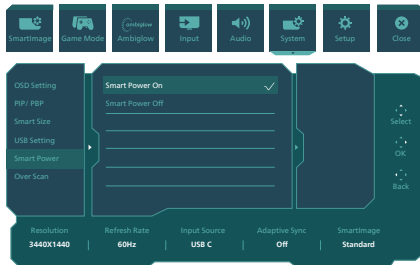 SmartImage
Game Mode
ambiglow
Ambiglow
Input
Audio
System
Setup
Close
OSD Setting
PIP/ PBP
Smart Size
USB Setting
Smart Power
Over Scan
Smart Power On
Smart Power Off
Select
OK
Back
Resolution
Refresh Rate
Input Source
Adaptive Sync
SmartImage
3440X1440
60Hz
USB C
Off
Standard